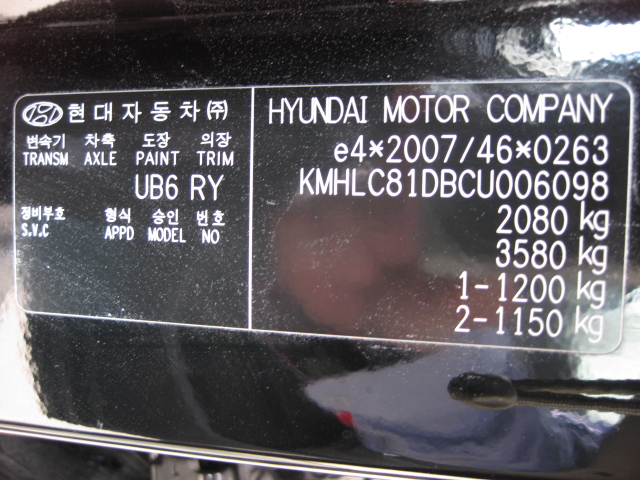 현대자동차㈜
변속기 차축 도장 의장
TRANSM AXLE PAINT TRIM
UB6 RY
정비부호 형식 승인 번호
S.V.C APPD MODEL NO
HYUNDAI MOTOR COMPANY
e4*2007/46*0263
KMHLC81DBCU006098
2080 kg
3580 kg
1-1200 kg
2-1150 kg